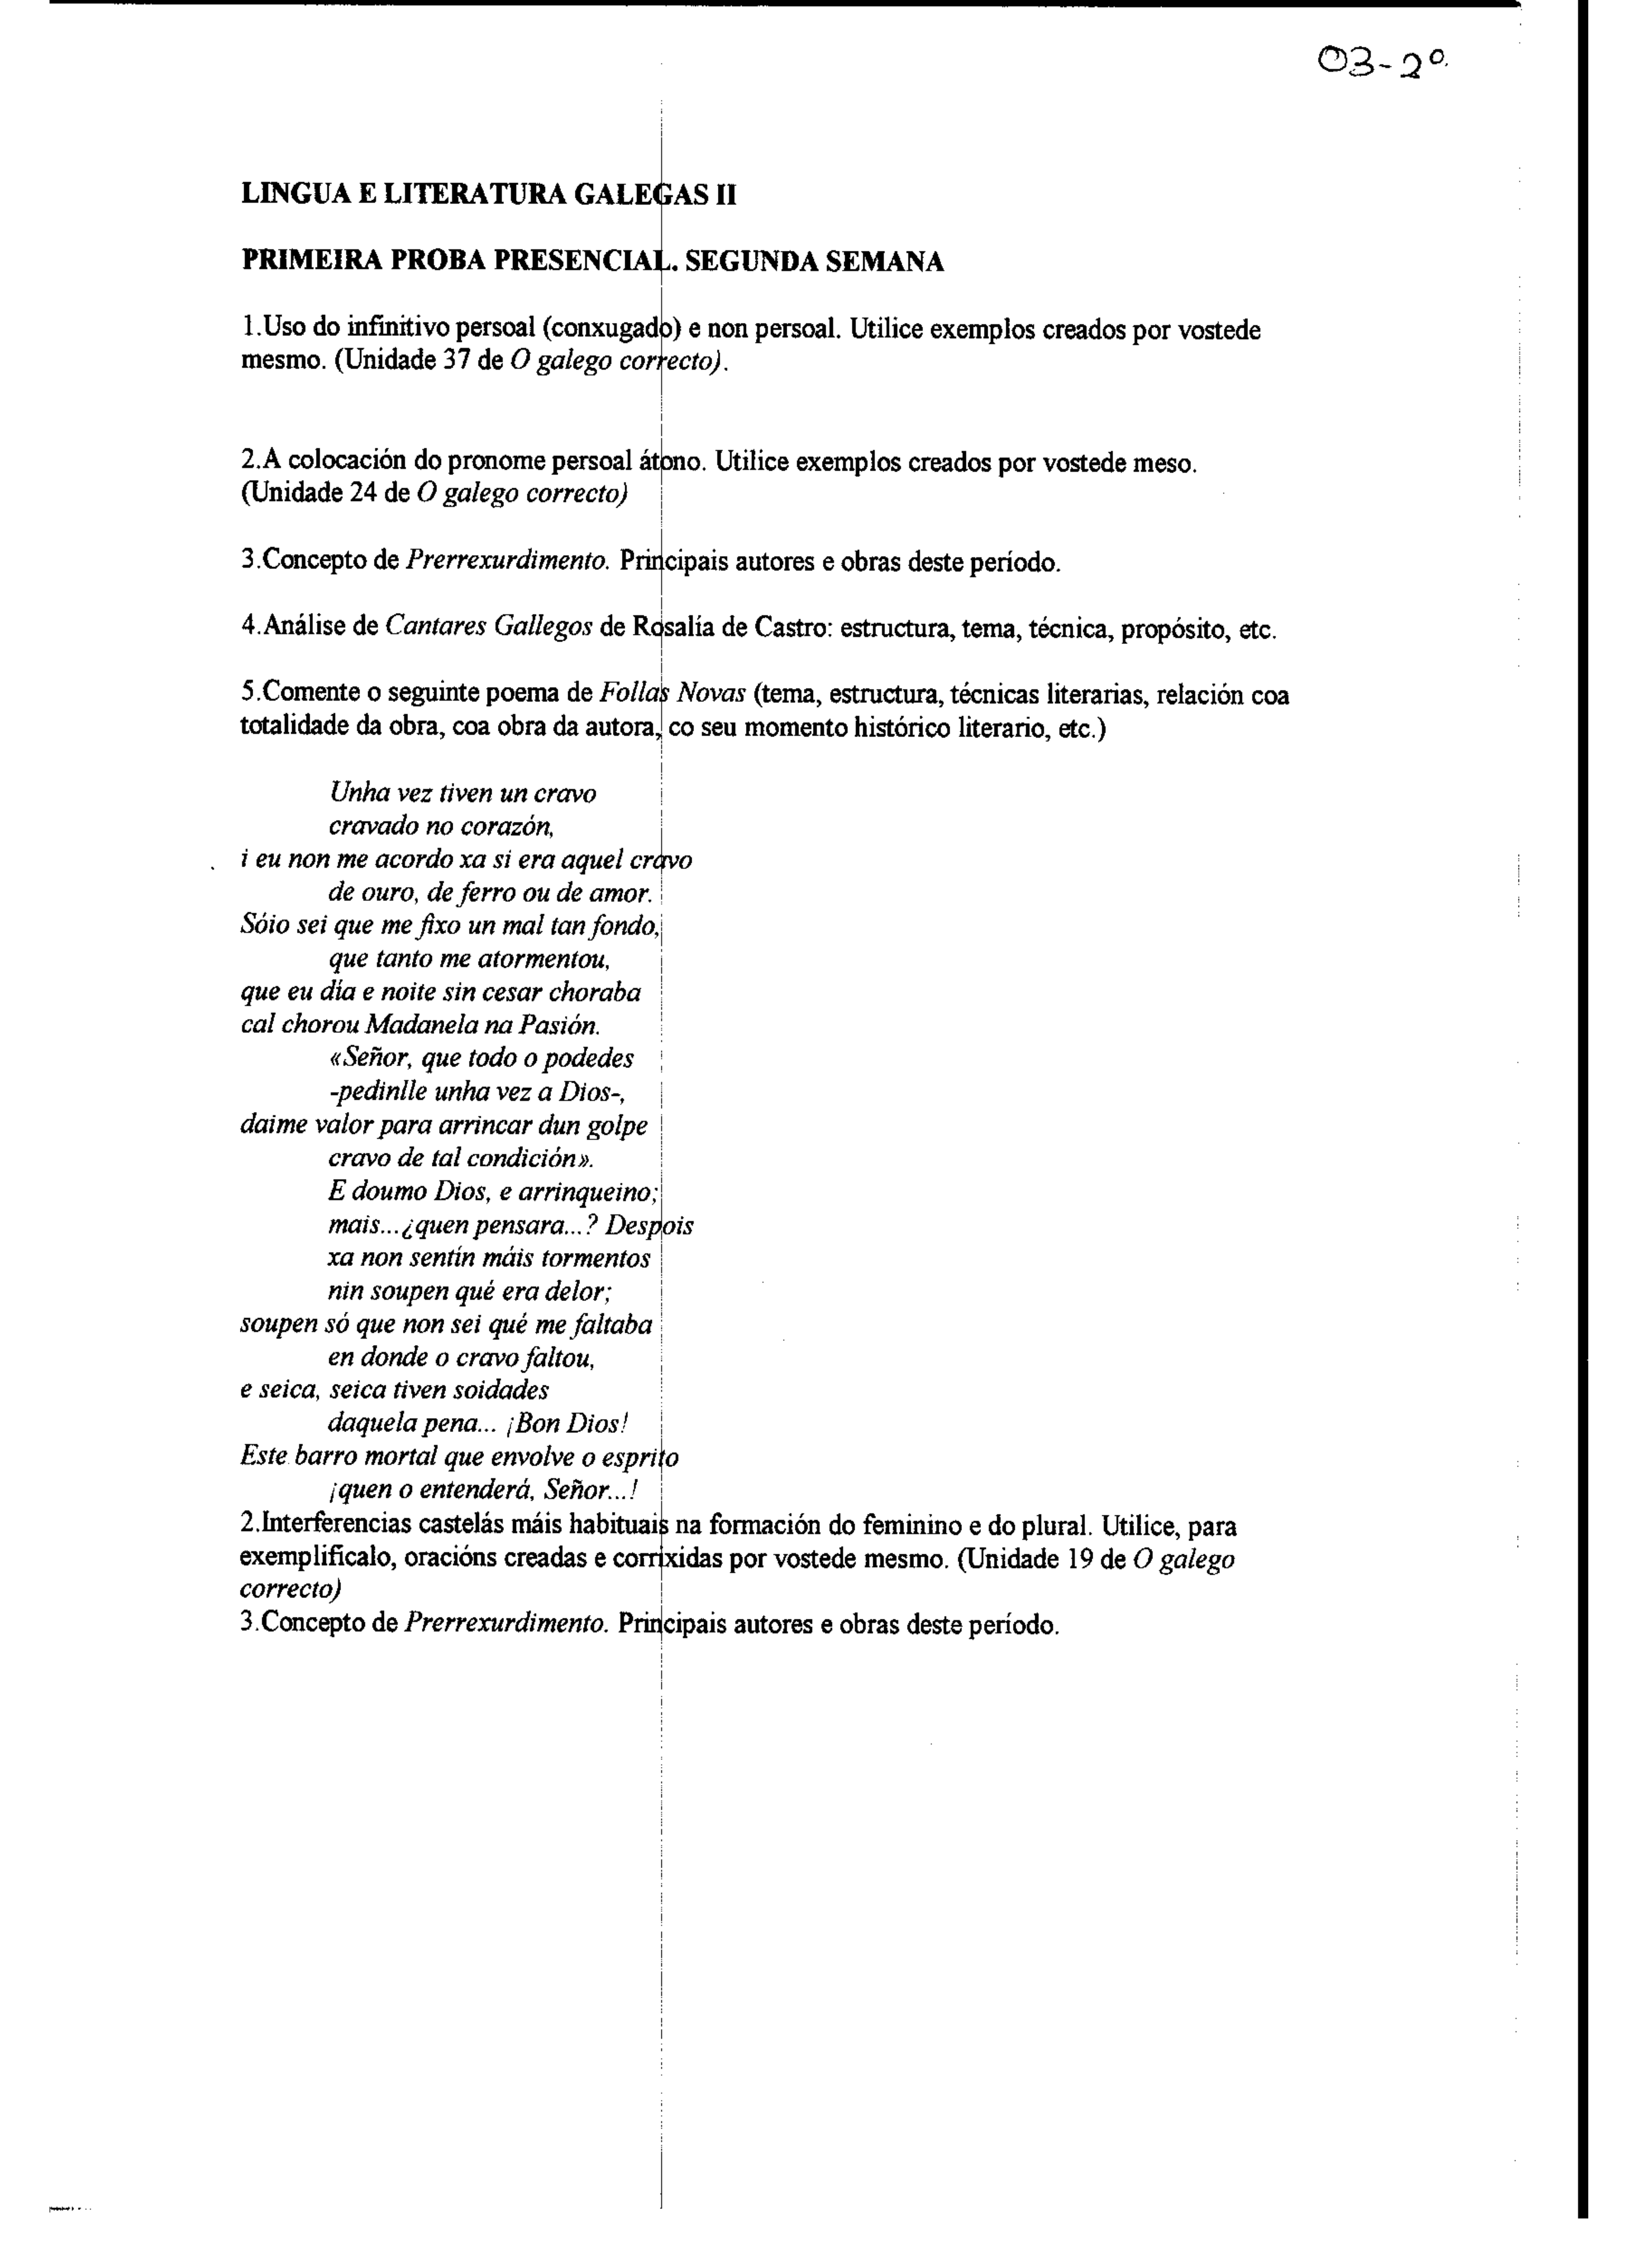 03-2º
LINGUA E LITERATURA GALEGAS II
PRIMEIRA PROBA PRESENCIAL. SEGUNDA SEMANA
1.Uso do infinitivo persoal (conxugado) e non persoal. Utilice exemplos creados por vostede
mesmo. (Unidade 37 de O galego correcto).
2.A colocación do pronome persoal átono. Utilice exemplos creados por vostede meso.
(Unidade 24 de O galego correcto)
3.Concepto de Prerrexurdimento. Principais autores e obras deste período.
4.Análise de Cantares Gallegos de Rosalía de Castro: estructura, tema, técnica, propósito, etc.
5.Comente o seguinte poema de Follas Novas (tema, estructura, técnicas literarias, relación coa
totalidade da obra, coa obra da autora, co seu momento histórico literario, etc.)
Unha vez tiven un cravo
cravado no corazón,
i eu non me acordo xa si era aquel cravo
de ouro, de ferro ou de amor.
Sóio sei que me fixo un mal tan fondo,
que tanto me atormentou,
que eu día e noite sin cesar choraba
cal chorou Madanela na Pasión.
«Señor, que todo o podedes
-pedinlle unha vez a Dios-,
daime valor para arrincar dun golpe
cravo de tal condición».
E doumo Dios, e arrinqueino;
mais...¿quen pensara...? Despois
xa non sentín máis tormentos
nin soupen qué era delor;
soupen só que non sei qué me faltaba
en donde o cravo faltou,
e seica, seica tiven soidades
daquela pena... ¡Bon Dios!
Este barro mortal que envolve o esprito
¡quen o entenderá, Señor...!
2.Interferencias castelás máis habituais na formación do feminino e do plural. Utilice, para
exemplificalo, oracións creadas e corrixidas por vostede mesmo. (Unidade 19 de O galego
correcto)
3.Concepto de Prerrexurdimento. Principais autores e obras deste período.